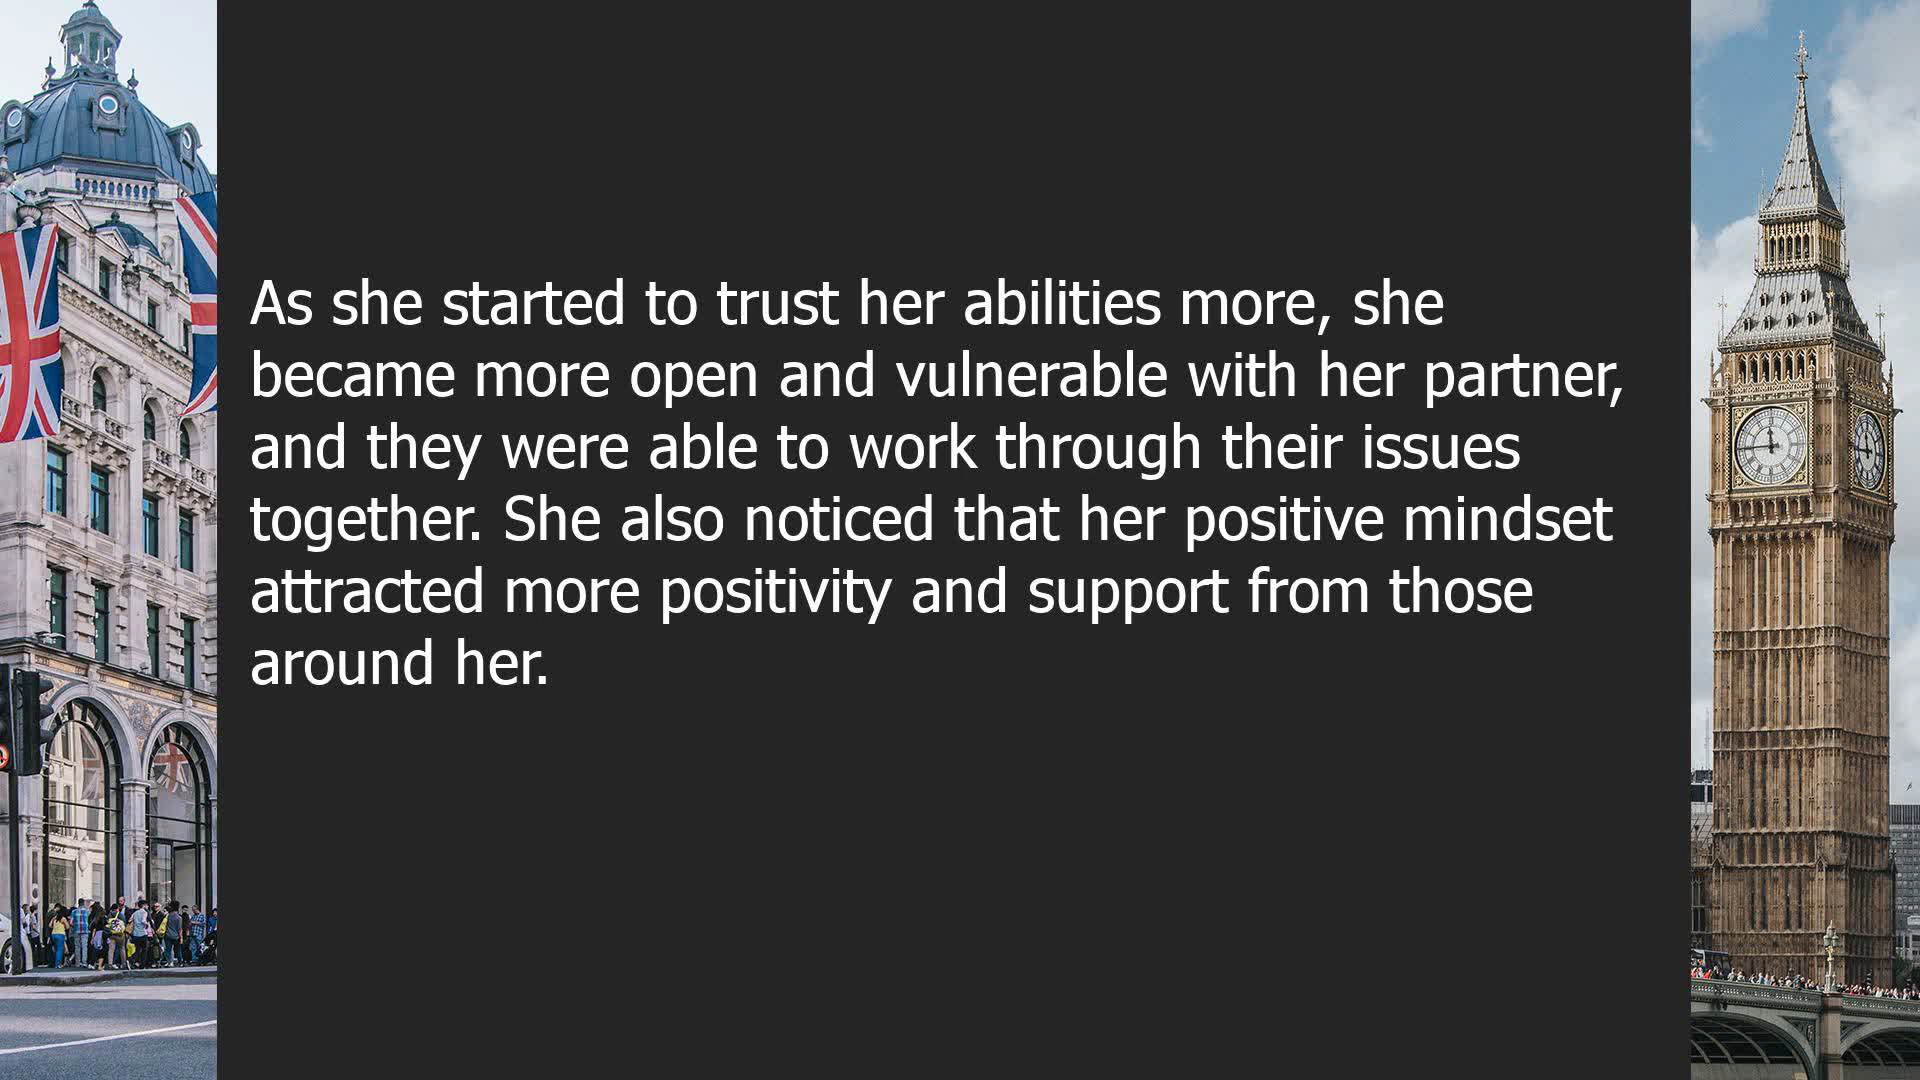 As she started to trust her abilities more, she
became more open and vulnerable with her partner,
and they were able to work through their issues
together. She also noticed that her positive mindset
attracted more positivity and support from those
around her.